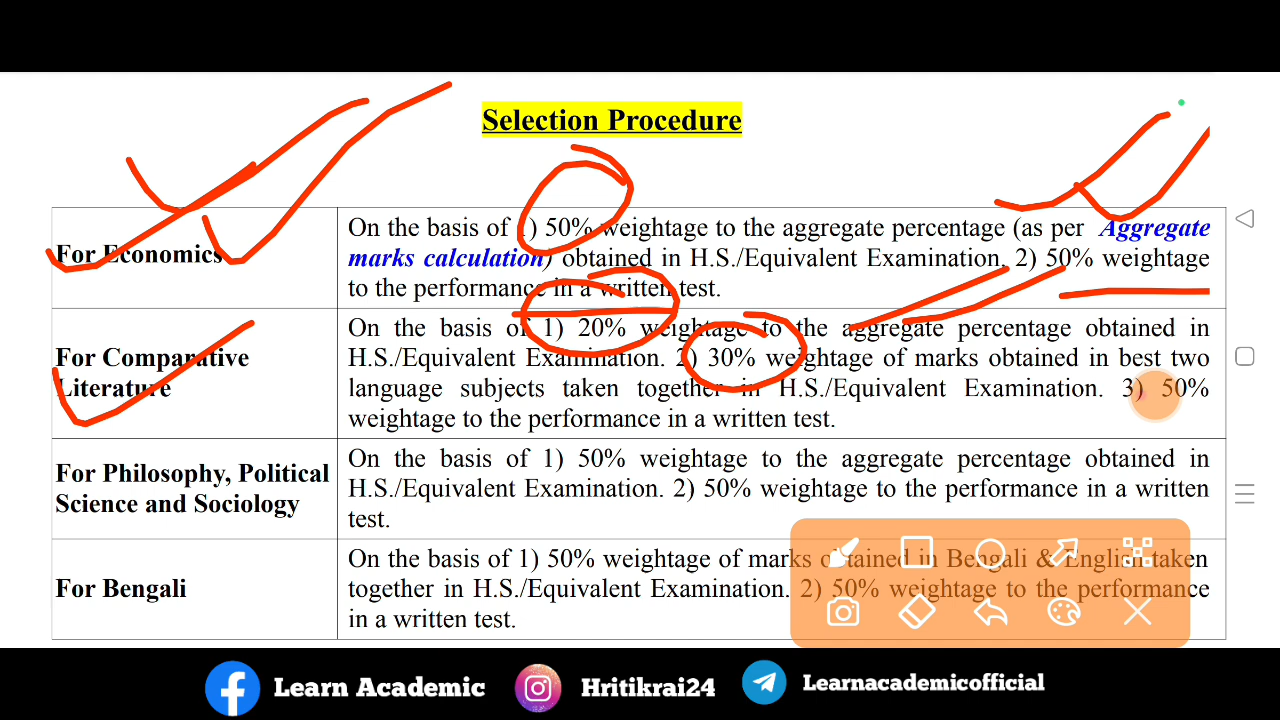 Selection Procedure
For Economics
On the basis of 1) 50% weightage to the aggregate percentage (as per Aggregate
marks calculation) obtained in H.S./Equivalent Examination. 2) 50% weightage
to the performance in a written test.
For Comparative
Literature
On the basis of 1) 20% weightage to the aggregate percentage obtained in
H.S./Equivalent Examination. 2) 30% weightage of marks obtained in best two
language subjects taken together in H.S./Equivalent Examination. 3) 50%
weightage to the performance in a written test.
For Philosophy, Political
Science and Sociology
On the basis of 1) 50% weightage to the aggregate percentage obtained in
H.S./Equivalent Examination. 2) 50% weightage to the performance in a written
test.
For Bengali
On the basis of 1) 50% weightage of marks obtained in Bengali & English taken
together in H.S./Equivalent Examination. 2) 50% weightage to the performance
in a written test.
Learn Academic
Hritikrai24
Learnacademicofficial